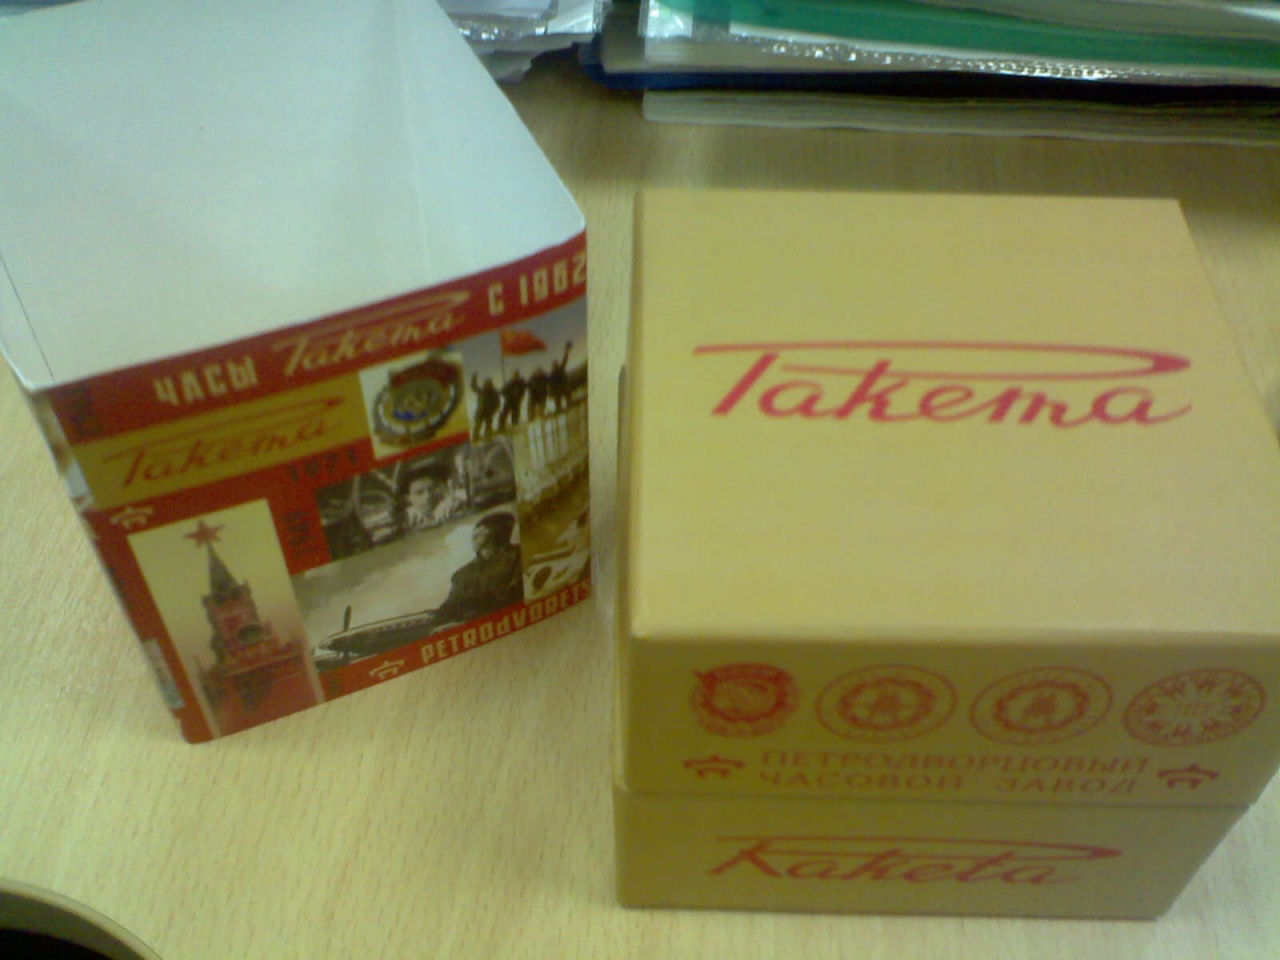 ЧАСЫ Ракета С 1962
Ракета
PETRODVORETS
Ракета
ПЕТРОДВОРЦОВЫЙ
ЧАСОВОЙ ЗАВОД
Raketa